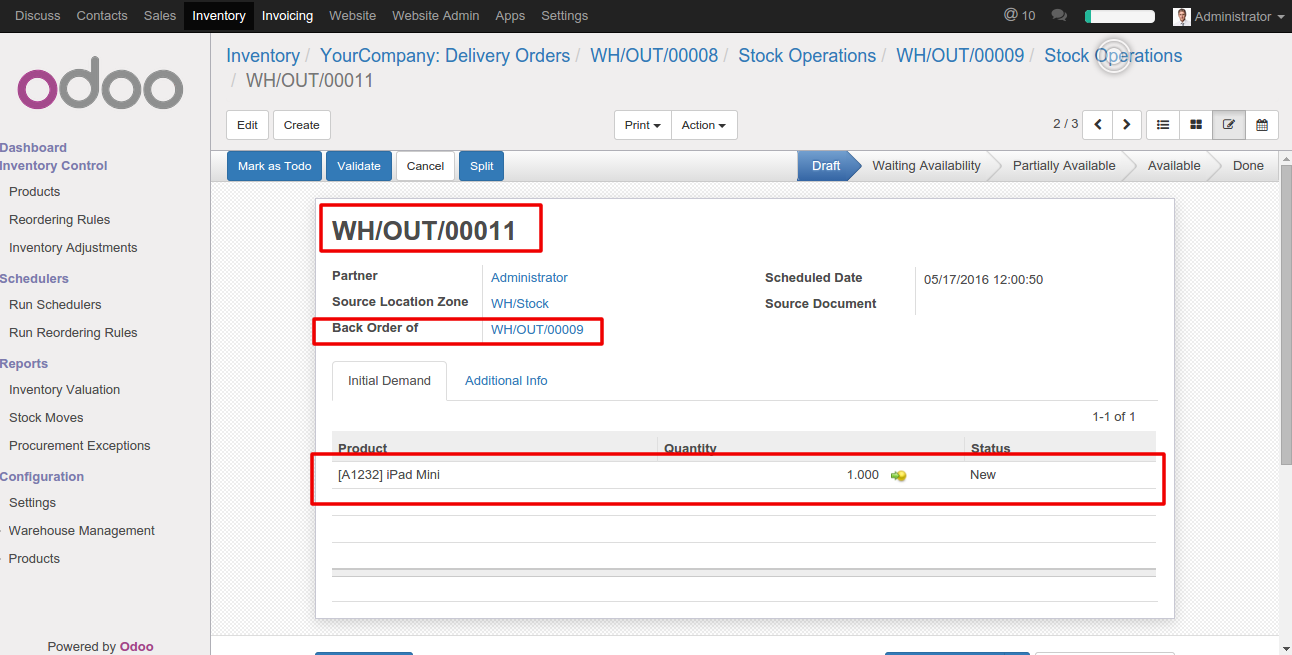 Discuss Contacts Sales Inventory Invoicing Website Website Admin Apps Settings @ 10 Administrator
odoo
Inventory / YourCompany: Delivery Orders / WH/OUT/00008 / Stock Operations / WH/OUT/00009 / Stock Operations
/ WH/OUT/00011
Edit Create Print Action 2 / 3
Mark as Todo Validate Cancel Split Draft Waiting Availability Partially Available Available Done
Dashboard
Inventory Control
Products
Reordering Rules
Inventory Adjustments
Schedulers
Run Schedulers
Run Reordering Rules
Reports
Inventory Valuation
Stock Moves
Procurement Exceptions
Configuration
Settings
Warehouse Management
Products
Powered by Odoo
WH/OUT/00011
Partner Administrator Scheduled Date 05/17/2016 12:00:50
Source Location Zone WH/Stock Source Document
Back Order of WH/OUT/00009
Initial Demand Additional Info
1-1 of 1
Product Quantity Status
[A1232] iPad Mini 1.000 New